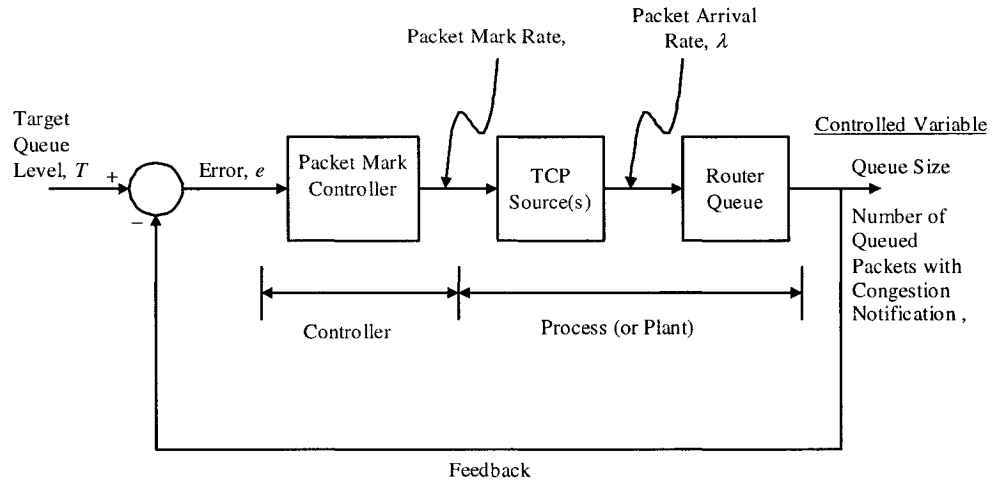 Packet Mark Rate,
Packet Arrival
Rate, λ
Target
Queue
Level, T
+
−
Error, e
Packet Mark
Controller
TCP
Source(s)
Router
Queue
Controlled Variable
Queue Size
Number of
Queued
Packets with
Congestion
Notification ,
Controller
Process (or Plant)
Feedback